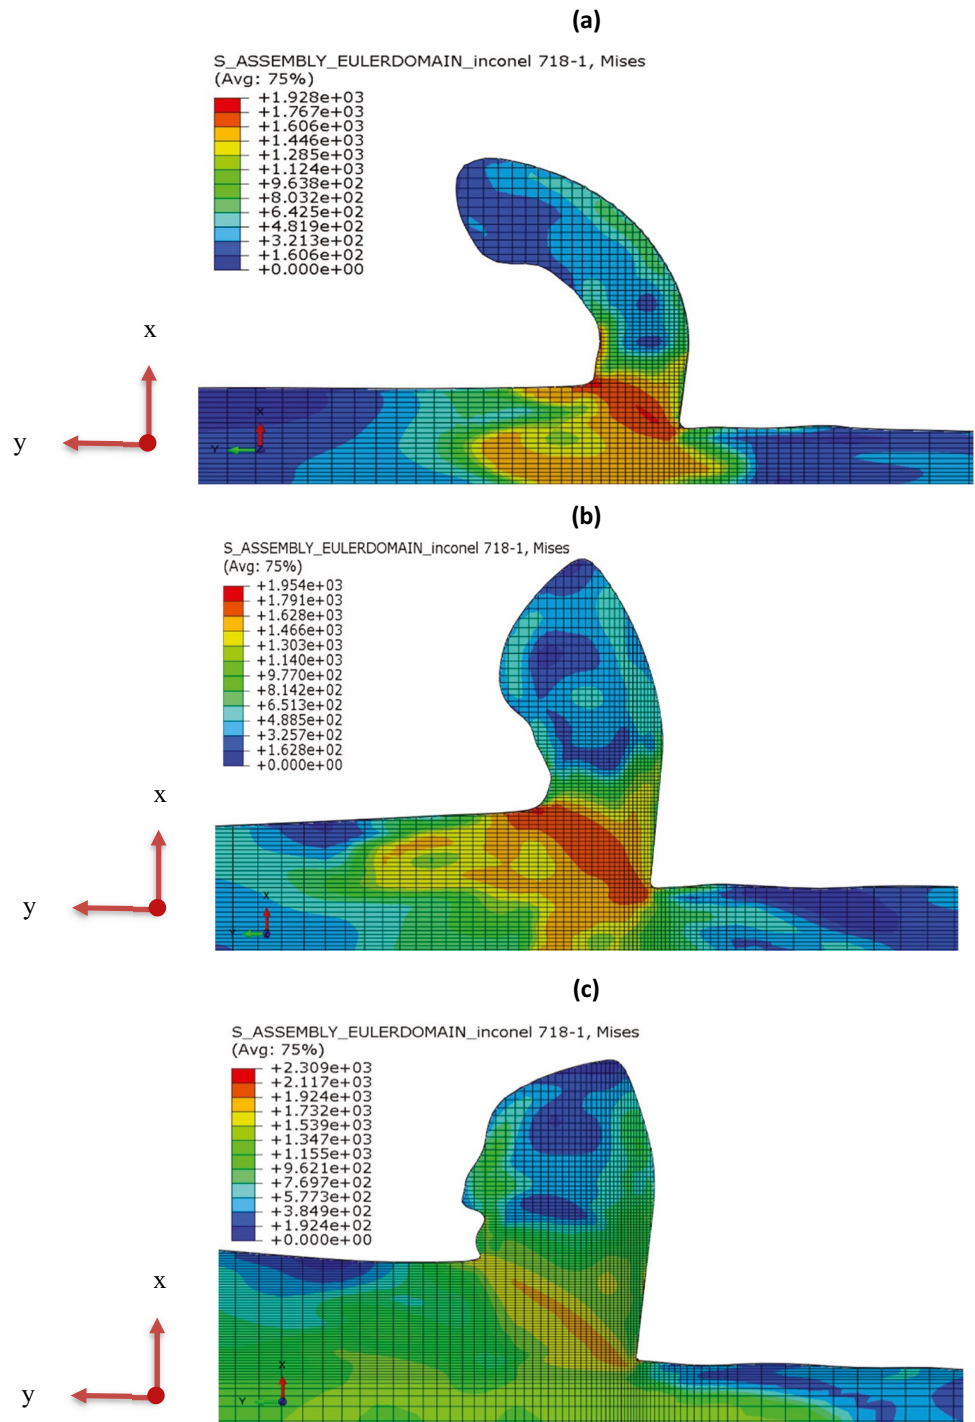 (a)
S_ASSEMBLY_EULERDOMAIN_inconel 718-1, Mises
(Avg: 75%)
+1.928e+03
+1.767e+03
+1.606e+03
+1.446e+03
+1.285e+03
+1.124e+03
+9.638e+02
+8.032e+02
+6.425e+02
+4.819e+02
+3.213e+02
+1.606e+02
+0.000e+00
x
y
X
Y
Z
(b)
S_ASSEMBLY_EULERDOMAIN_inconel 718-1, Mises
(Avg: 75%)
+1.954e+03
+1.791e+03
+1.628e+03
+1.466e+03
+1.303e+03
+1.140e+03
+9.770e+02
+8.142e+02
+6.513e+02
+4.885e+02
+3.257e+02
+1.628e+02
+0.000e+00
x
y
X
Y
(c)
S_ASSEMBLY_EULERDOMAIN_inconel 718-1, Mises
(Avg: 75%)
+2.309e+03
+2.117e+03
+1.924e+03
+1.732e+03
+1.539e+03
+1.347e+03
+1.155e+03
+9.621e+02
+7.697e+02
+5.773e+02
+3.849e+02
+1.924e+02
+0.000e+00
x
y
X
Y